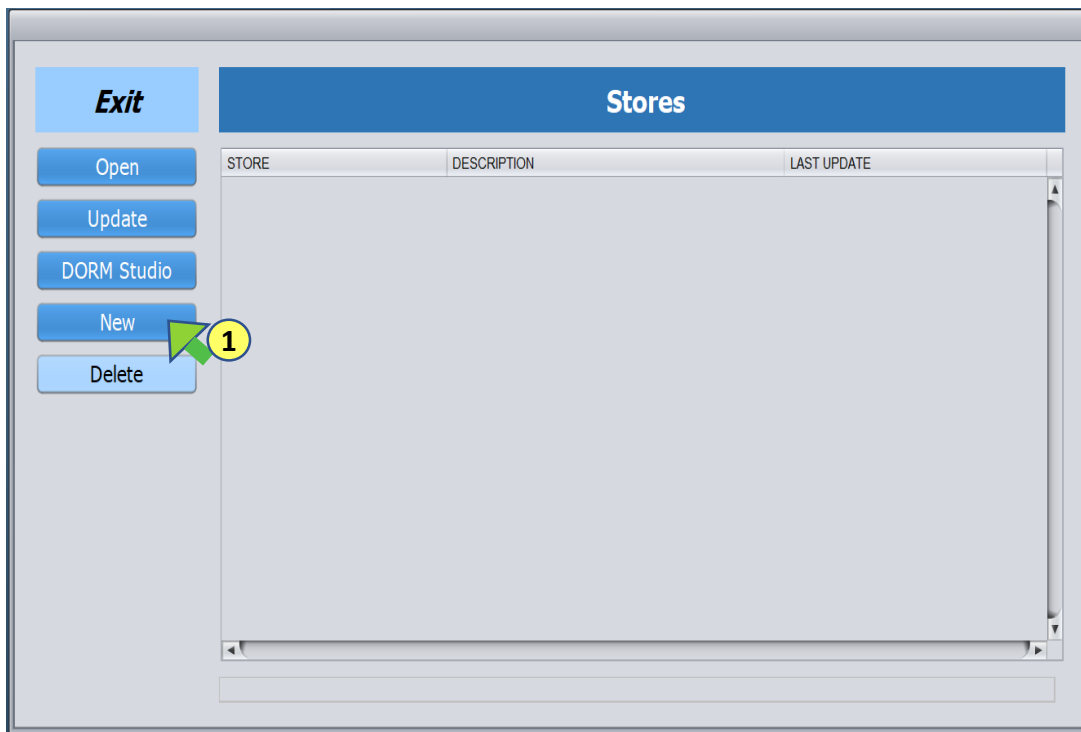 Exit
Stores
Open
Update
DORM Studio
New
Delete
STORE DESCRIPTION LAST UPDATE
1